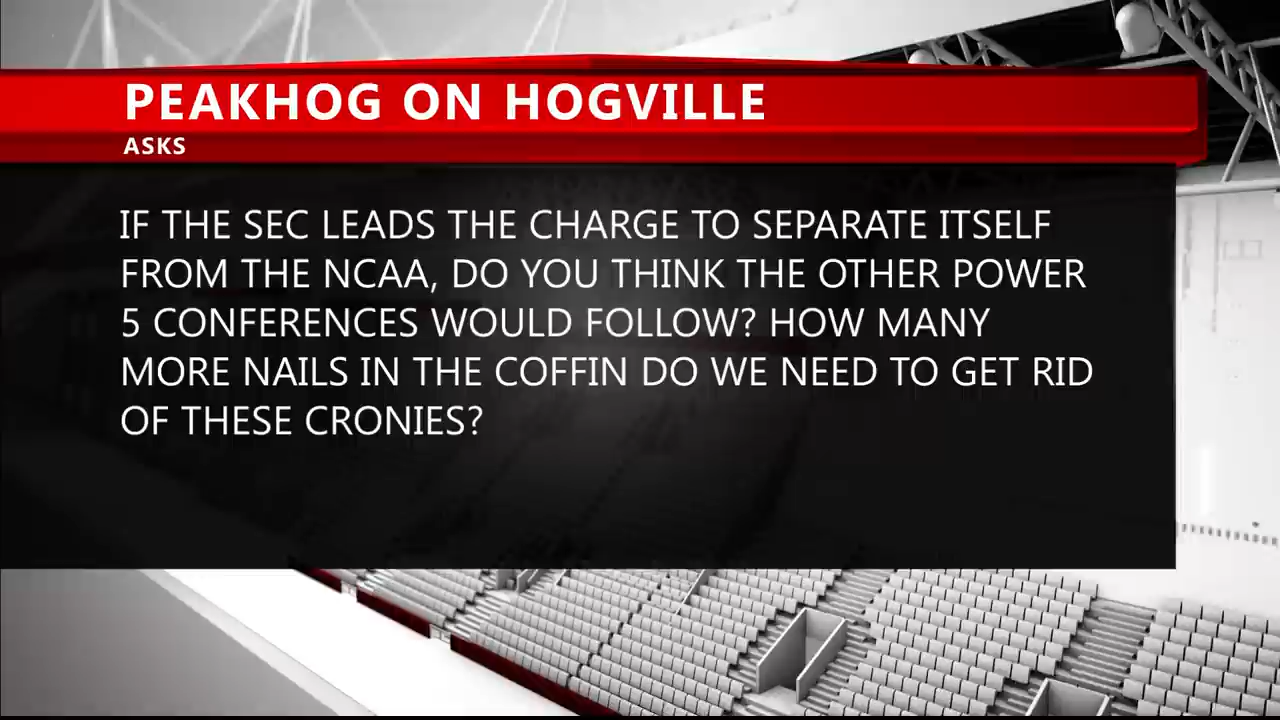 PEAKHOG ON HOGVILLE
ASKS
IF THE SEC LEADS THE CHARGE TO SEPARATE ITSELF
FROM THE NCAA, DO YOU THINK THE OTHER POWER
5 CONFERENCES WOULD FOLLOW? HOW MANY
MORE NAILS IN THE COFFIN DO WE NEED TO GET RID
OF THESE CRONIES?